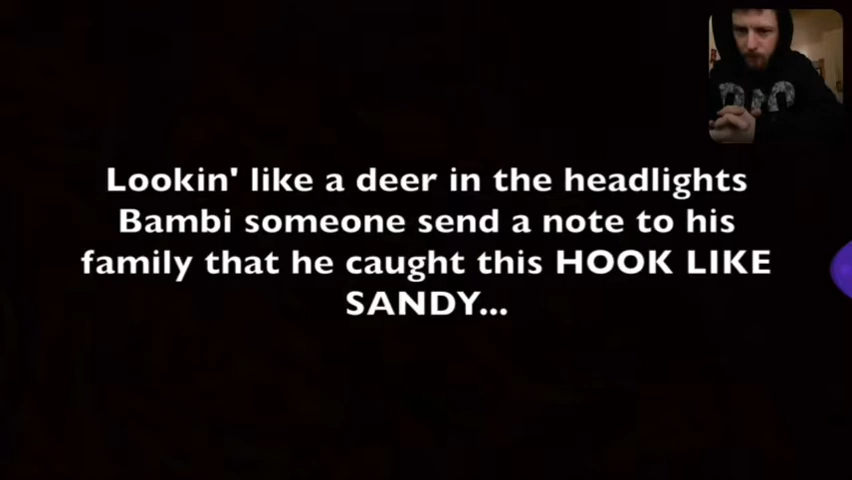 Lookin' like a deer in the headlights
Bambi someone send a note to his
family that he caught this HOOK LIKE
SANDY...